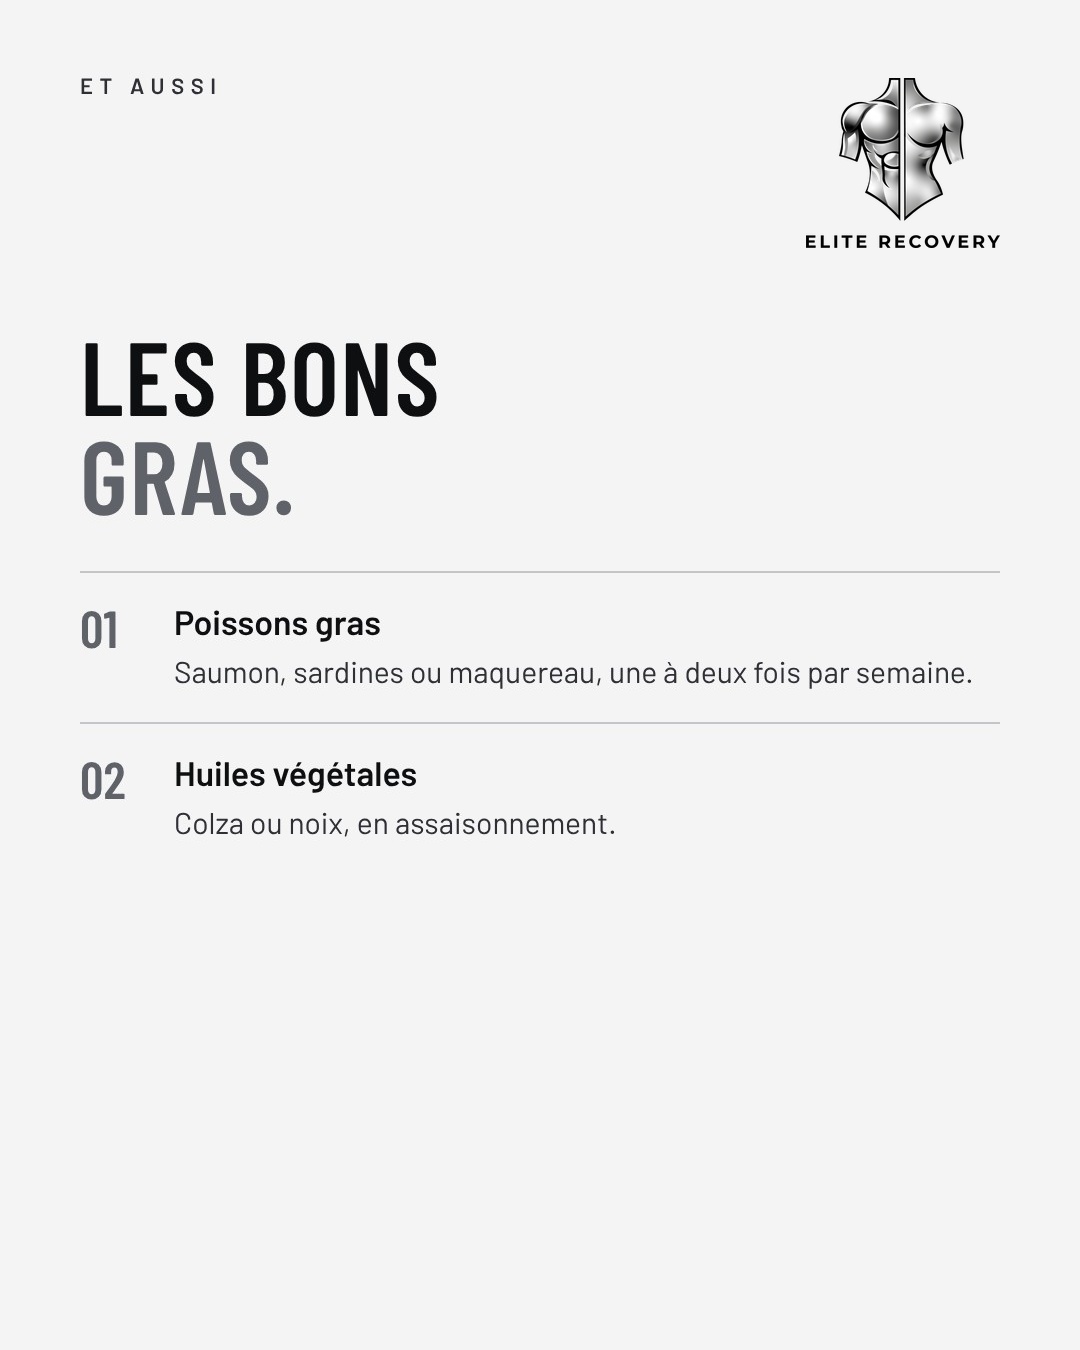 ET AUSSI
ELITE RECOVERY
LES BONS
GRAS.
01
Poissons gras
Saumon, sardines ou maquereau, une à deux fois par semaine.
02
Huiles végétales
Colza ou noix, en assaisonnement.